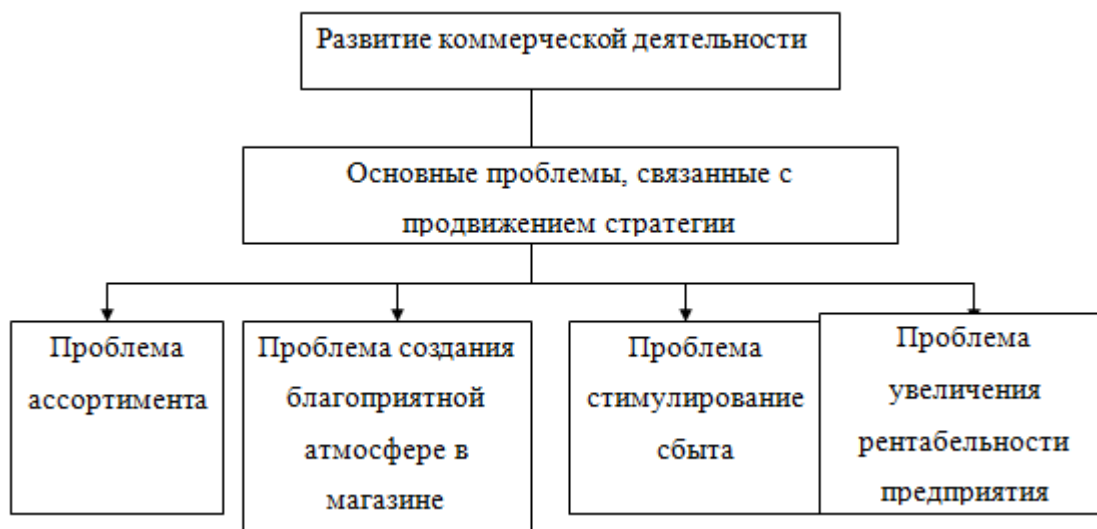 Развитие коммерческой деятельности
Основные проблемы, связанные с
продвижением стратегии
Проблема
ассортимента
Проблема создания
благоприятной
атмосфере в
магазине
Проблема
стимулирование
сбыта
Проблема
увеличения
рентабельности
предприятия